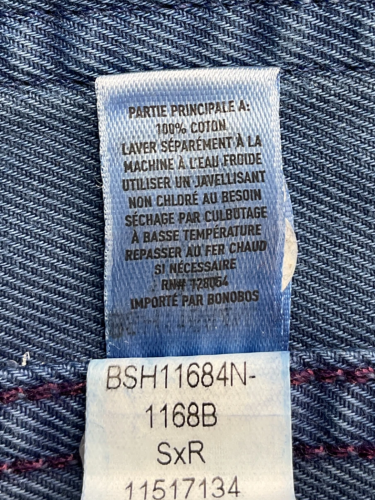 PARTIE PRINCIPALE A:
100% COTON
LAVER SÉPARÉMENT À LA
MACHINE À L'EAU FROIDE
UTILISER UN JAVELLISANT
NON CHLORÉ AU BESOIN
SÉCHAGE PAR CULBUTAGE
À BASSE TEMPÉRATURE
REPASSER AU FER CHAUD
SI NÉCESSAIRE
RN# 128064
IMPORTÉ PAR BONOBOS
BSH11684N-
1168B
SxR
11517134